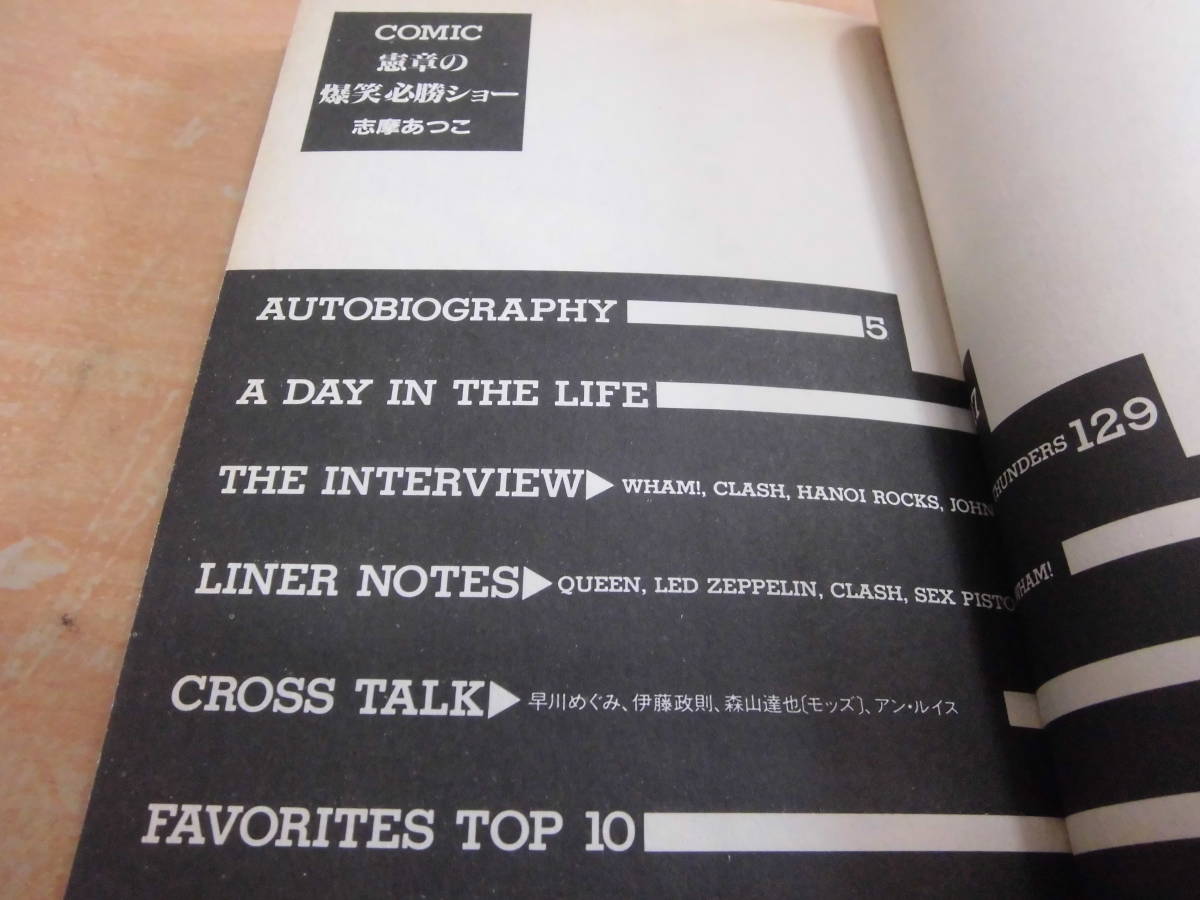 COMIC
憲章の
爆笑必勝ショー
志摩あつこ
AUTOBIOGRAPHY 5
A DAY IN THE LIFE
THE INTERVIEW▶ WHAM!, CLASH, HANOI ROCKS, JOHN THUNDERS 129
LINER NOTES▶ QUEEN, LED ZEPPELIN, CLASH, SEX PISTO WHAM!
CROSS TALK▶ 早川めぐみ、伊藤政則、森山達也〔モッズ〕、アン・ルイス
FAVORITES TOP 10